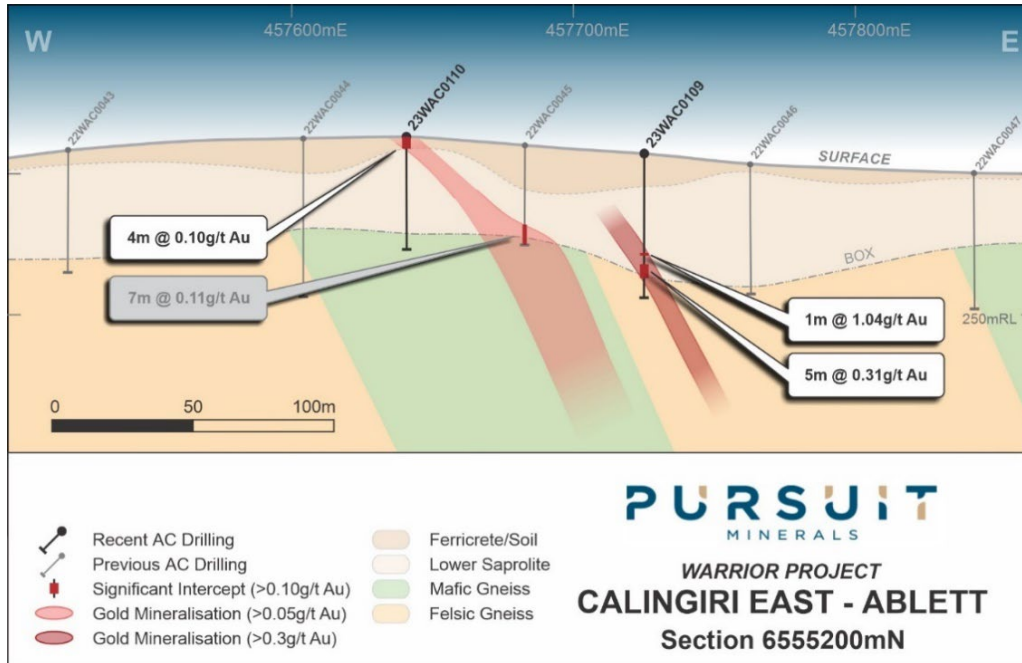 457600mE
457700mE
457800mE
W
E
22WAC0043
22WAC0044
23WAC0110
22WAC0045
23WAC0109
22WAC0046
22WAC0047
SURFACE
4m @ 0.10g/t Au
7m @ 0.11g/t Au
BOX
1m @ 1.04g/t Au
250mRL
5m @ 0.31g/t Au
0
50
100m
PURSUIT
MINERALS
Recent AC Drilling
Previous AC Drilling
Significant Intercept (>0.10g/t Au)
Gold Mineralisation (>0.05g/t Au)
Gold Mineralisation (>0.3g/t Au)
Ferricrete/Soil
Lower Saprolite
Mafic Gneiss
Felsic Gneiss
WARRIOR PROJECT
CALINGIRI EAST - ABLETT
Section 6555200mN